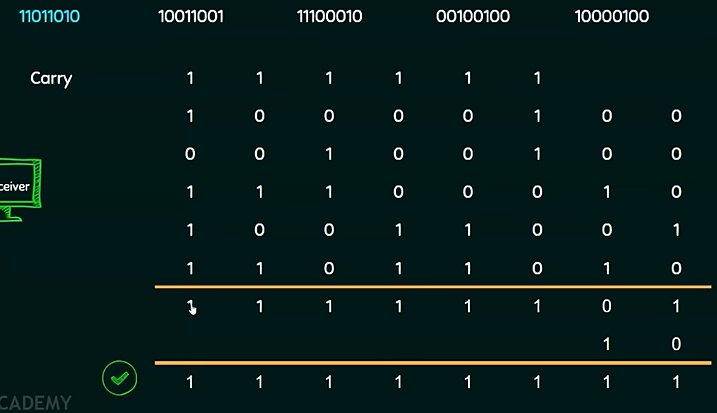 11011010 10011001 11100010 00100100 10000100
Carry 1 1 1 1 1 1
1 0 0 0 0 1 0 0
0 0 1 0 0 1 0 0
ceiver 1 1 1 0 0 0 1 0
1 0 0 1 1 0 0 1
1 1 0 1 1 0 1 0
1 1 1 1 1 1 0 1
1 0
1 1 1 1 1 1 1 1
CADEMY